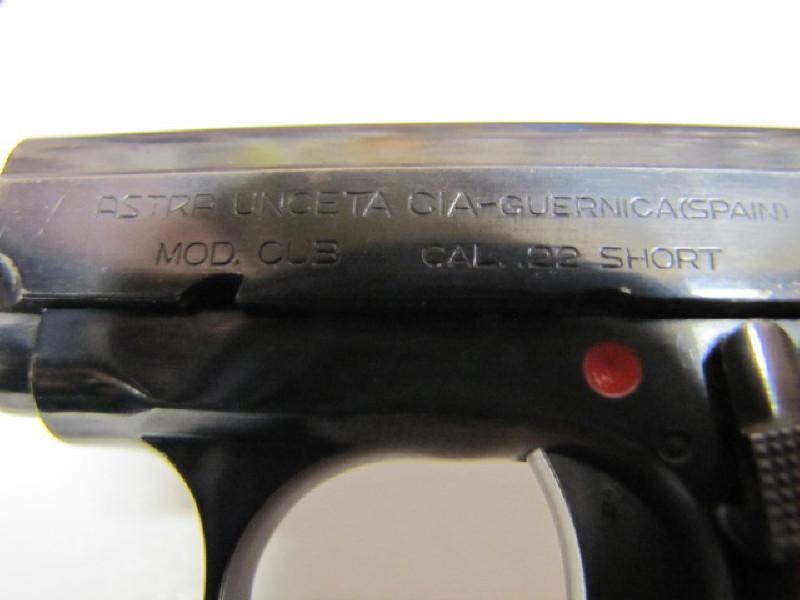 ASTRA UNCETA CIA-GUERNICA(SPAIN)
MOD. CUB CAL. .22 SHORT